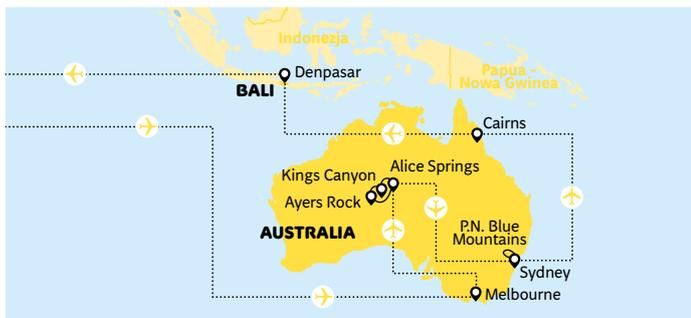 Indonezja
Papua -
Nowa Gwinea
Denpasar
BALI
Cairns
Alice Springs
Kings Canyon
Ayers Rock
AUSTRALIA
P.N. Blue
Mountains
Sydney
Melbourne